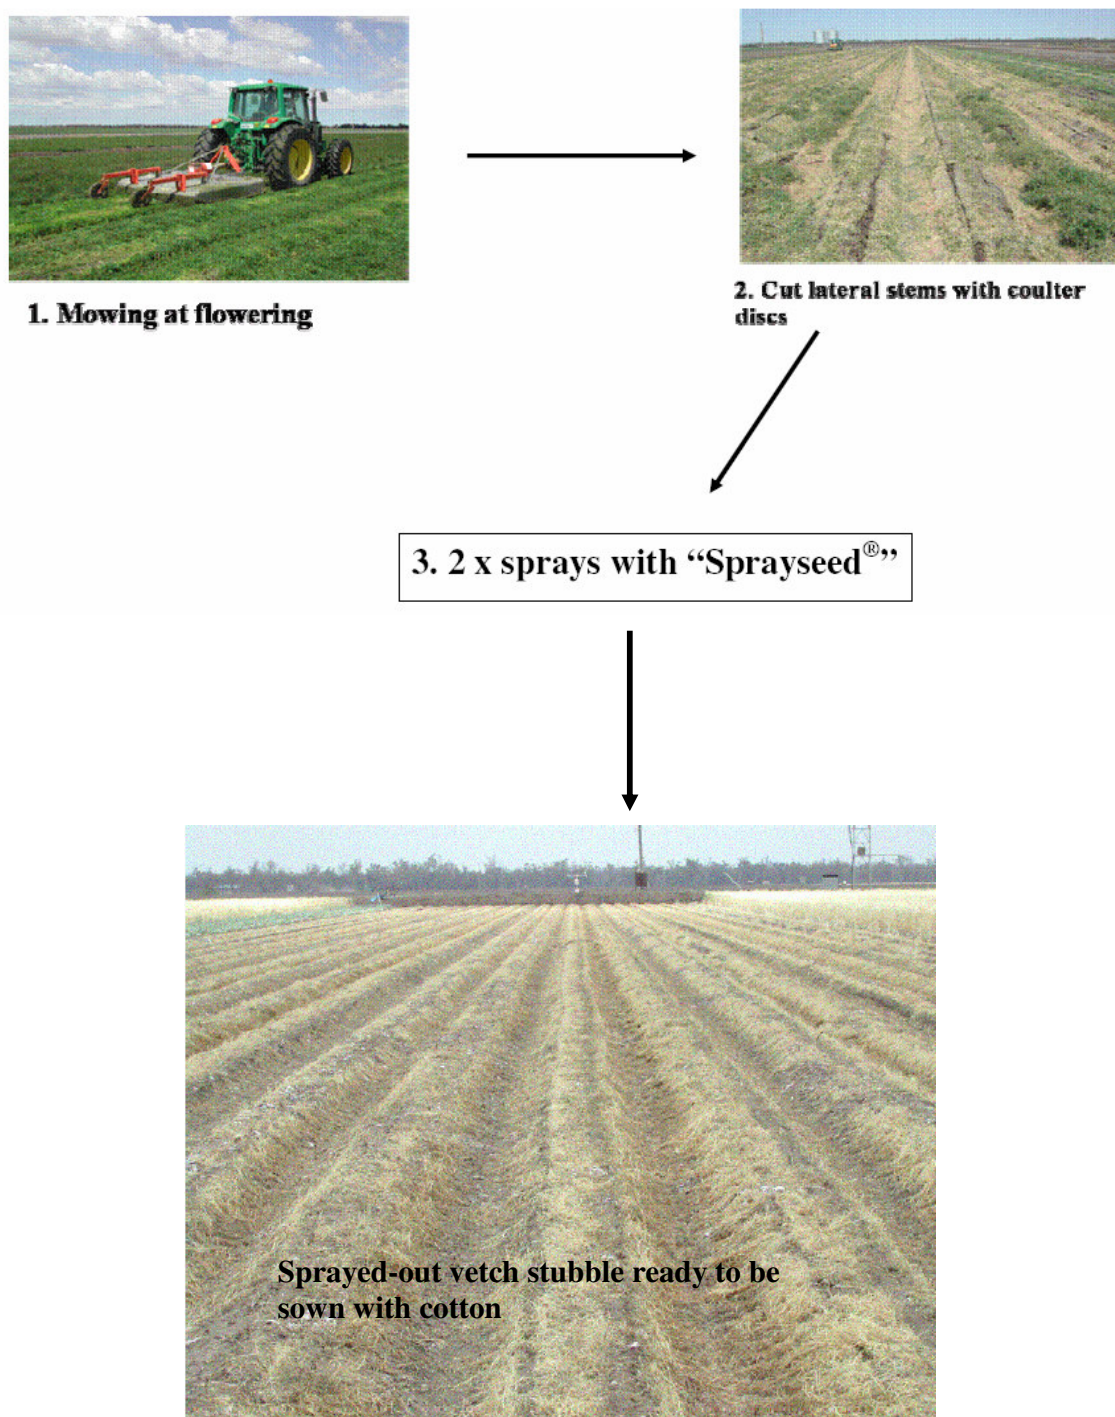 1. Mowing at flowering
2. Cut lateral stems with coulter
discs
3. 2 x sprays with “Sprayseed®”
Sprayed-out vetch stubble ready to be
sown with cotton